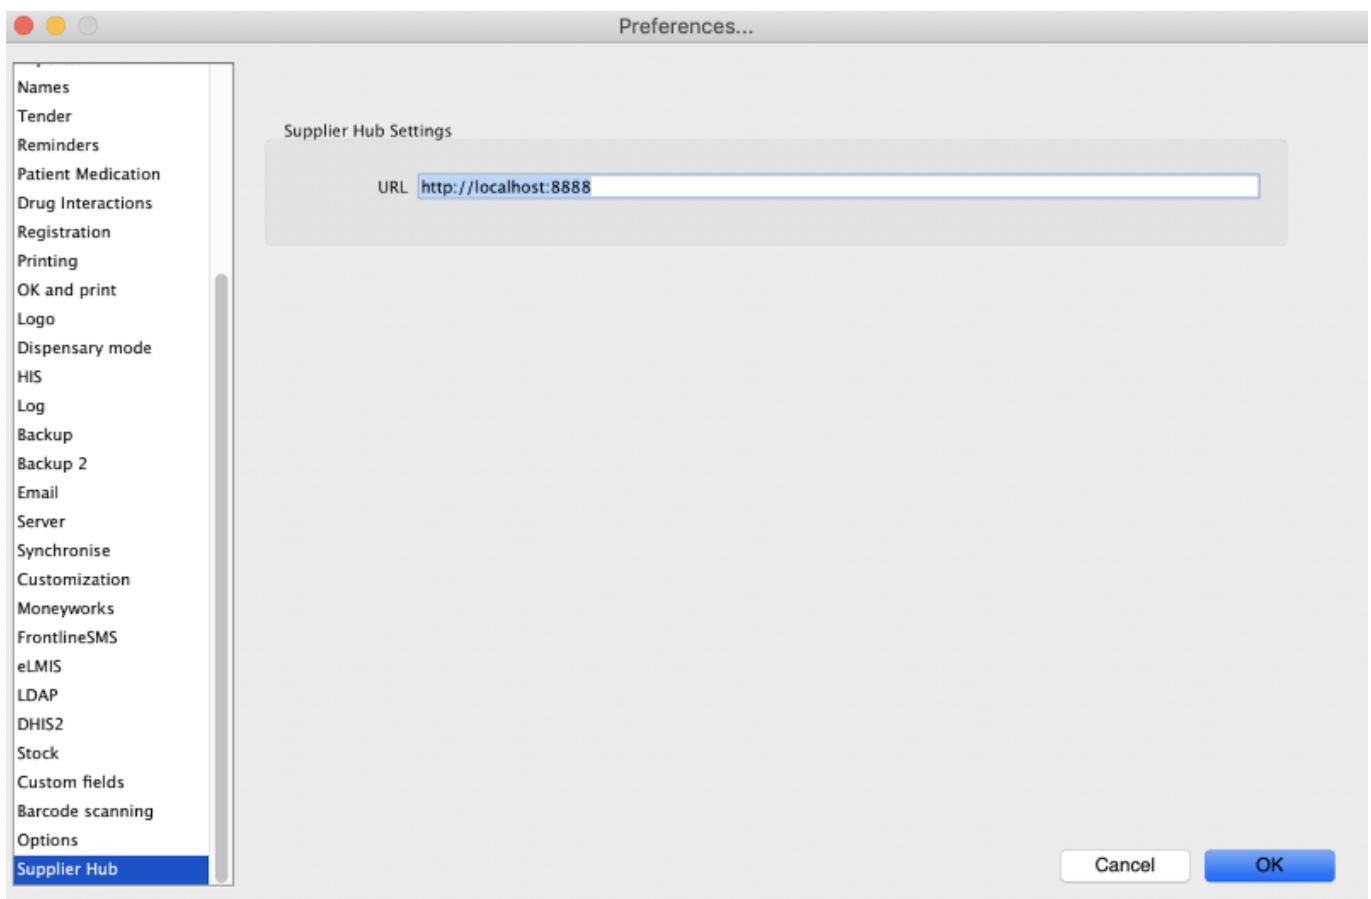 Preferences...
Names
Tender
Reminders
Patient Medication
Drug Interactions
Registration
Printing
OK and print
Logo
Dispensary mode
HIS
Log
Backup
Backup 2
Email
Server
Synchronise
Customization
Moneyworks
FrontlineSMS
eLMIS
LDAP
DHIS2
Stock
Custom fields
Barcode scanning
Options
Supplier Hub
Supplier Hub Settings
URL http://localhost:8888
Cancel OK